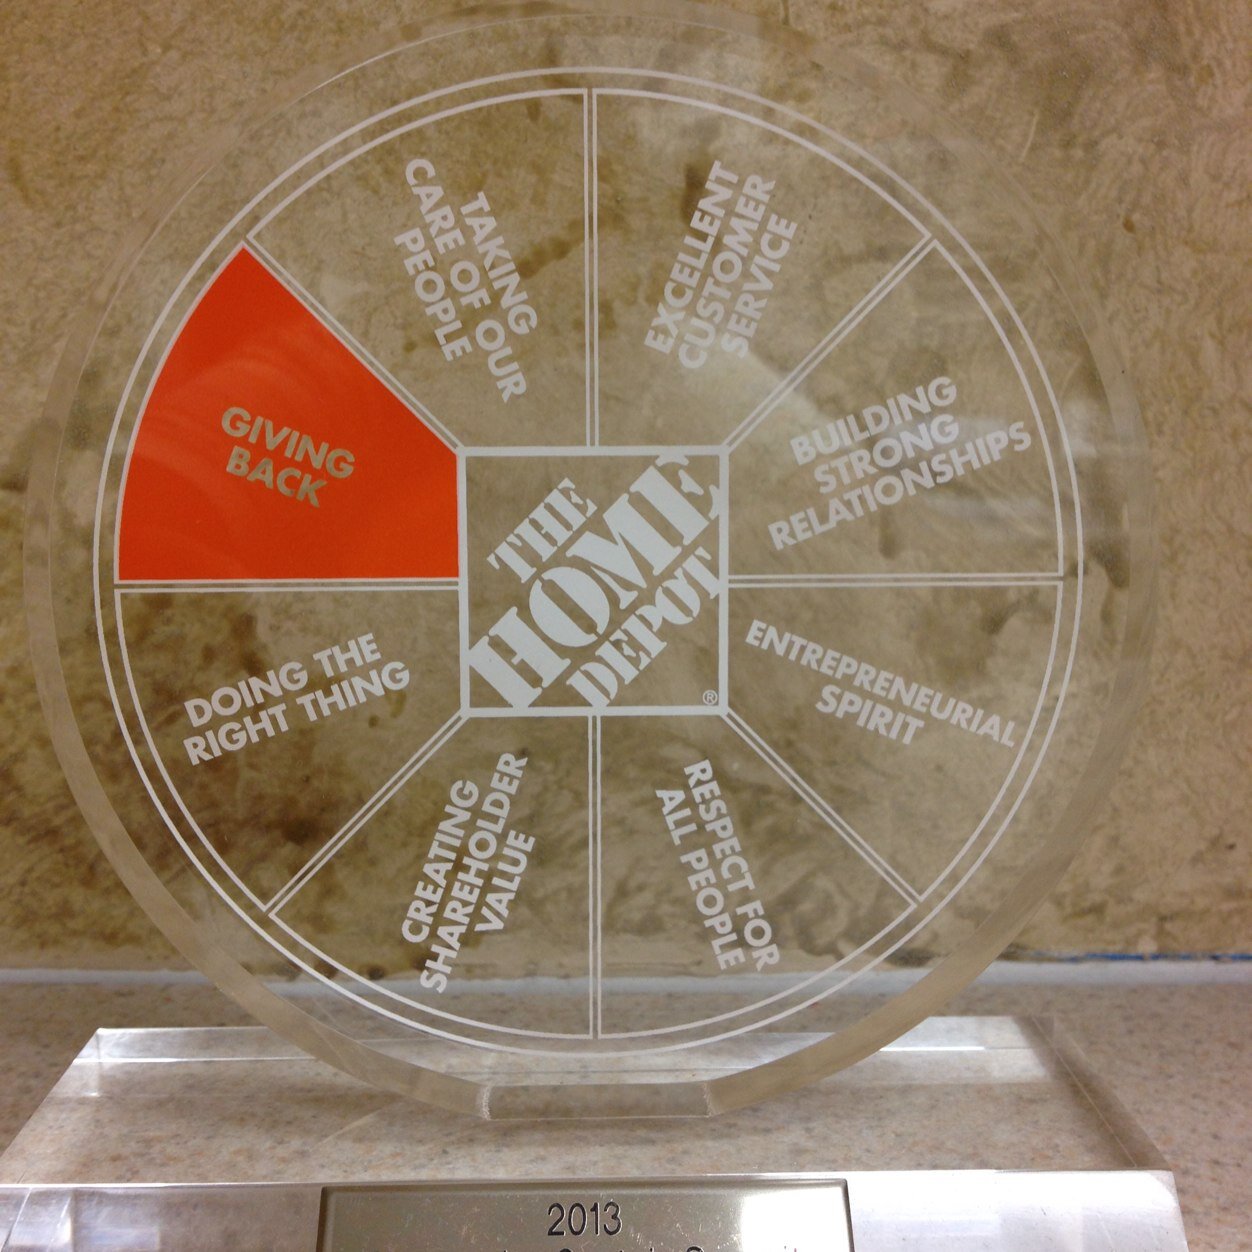 TAKING
CARE OF OUR
PEOPLE
EXCELLENT
CUSTOMER
SERVICE
BUILDING
STRONG
RELATIONSHIPS
ENTREPRENEURIAL
SPIRIT
RESPECT FOR
ALL PEOPLE
CREATING
SHAREHOLDER
VALUE
DOING THE
RIGHT THING
GIVING
BACK
THE
HOME
DEPOT
®
2013